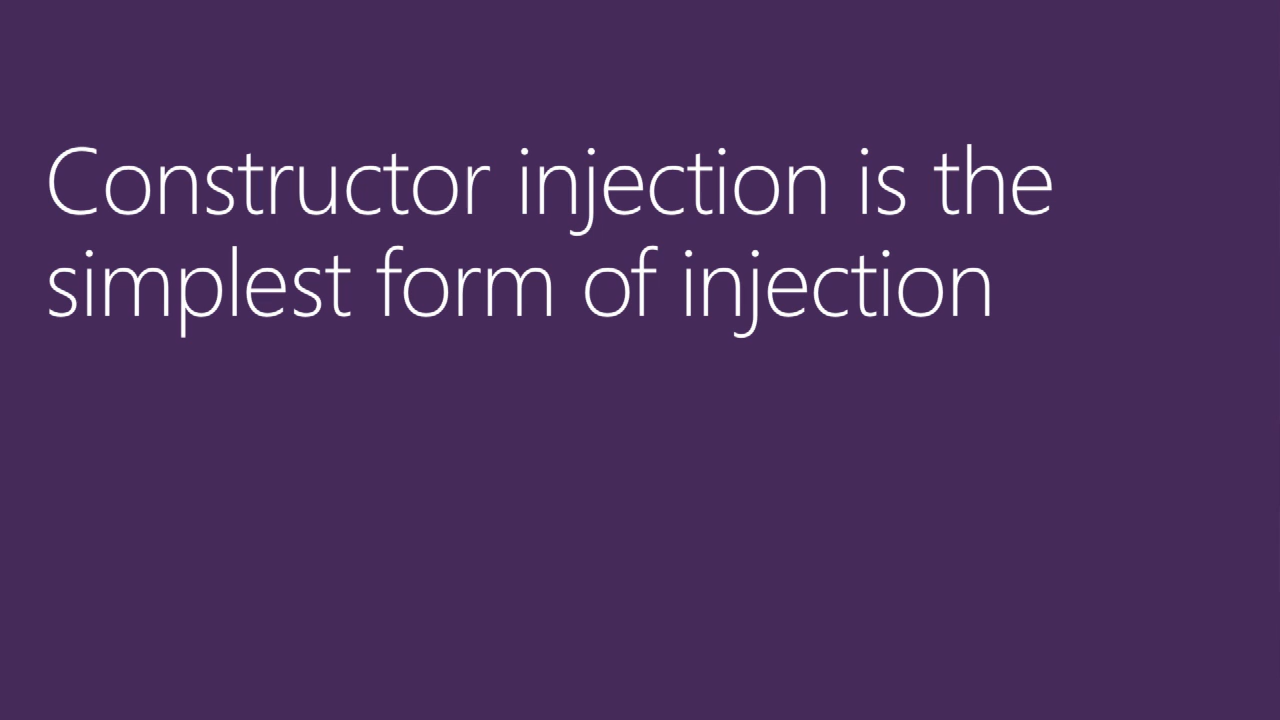 Constructor injection is the
simplest form of injection